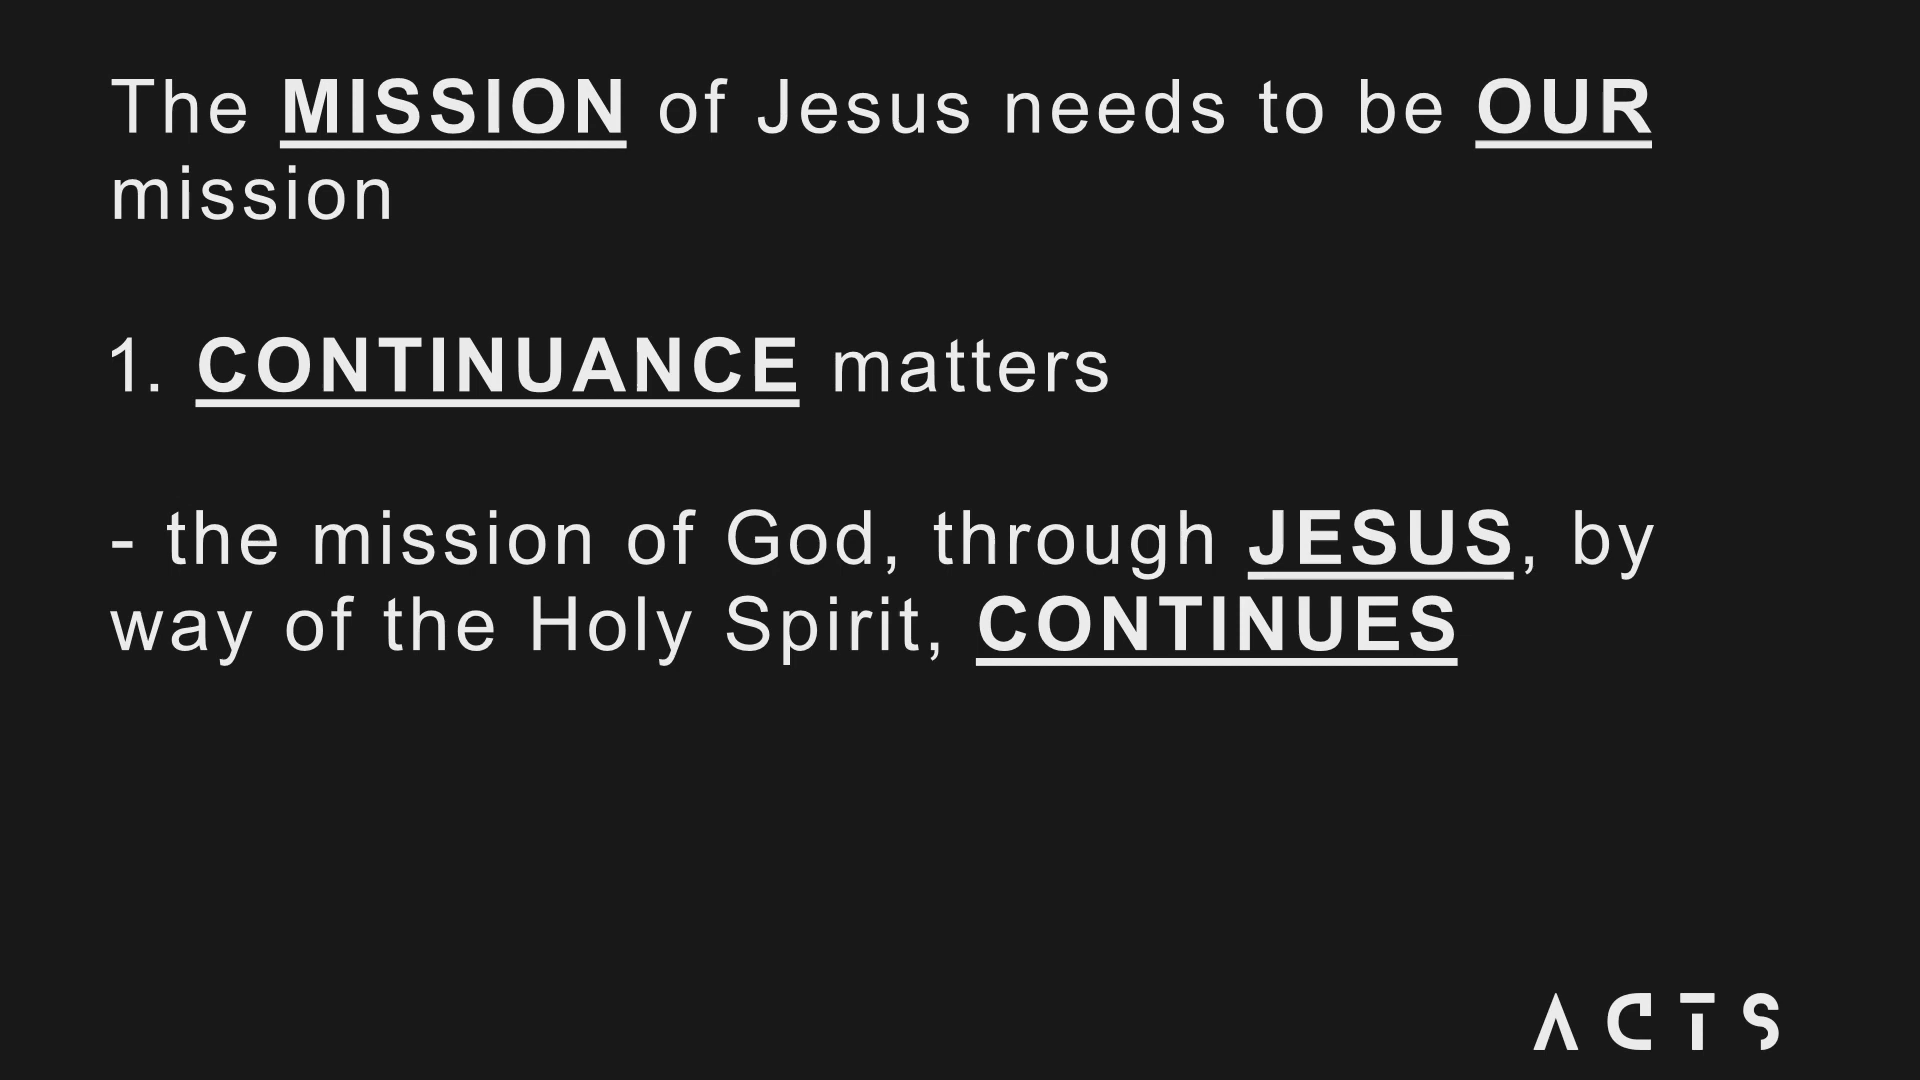 The MISSION of Jesus needs to be OUR
mission
1. CONTINUANCE matters
- the mission of God, through JESUS, by
way of the Holy Spirit, CONTINUES
ACTS